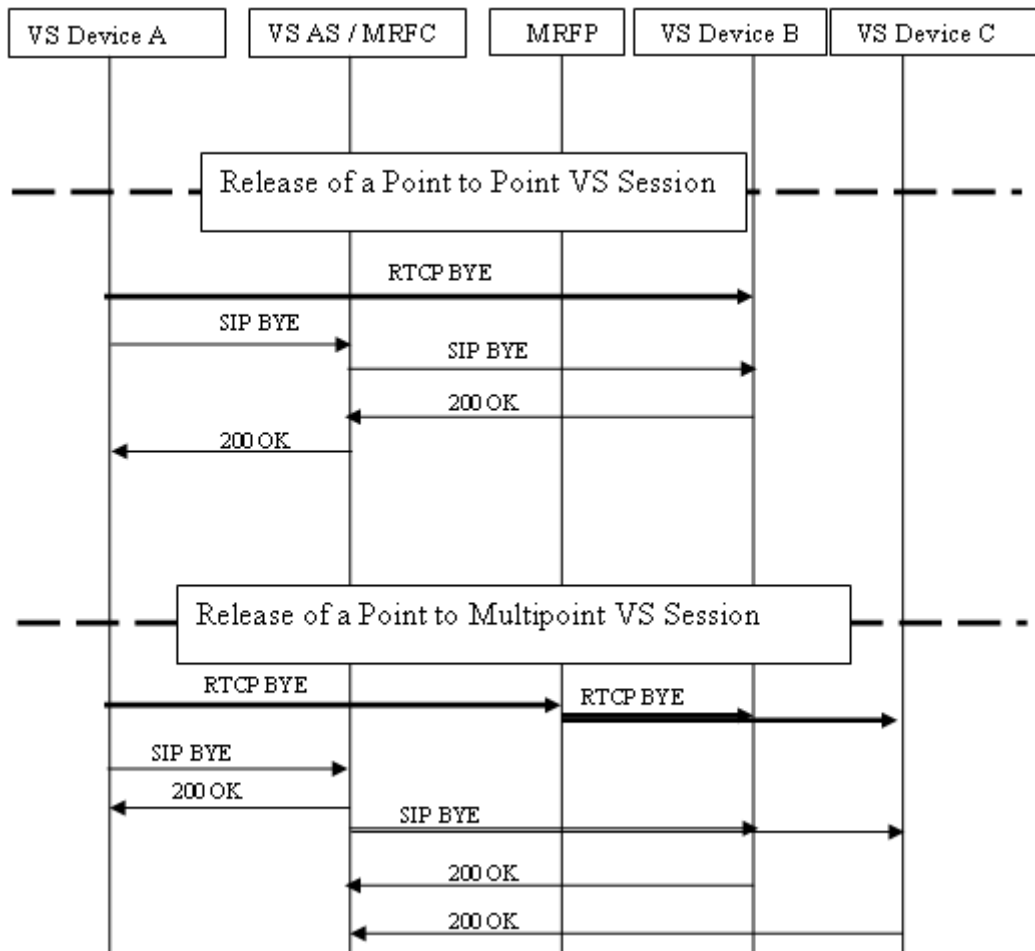 VS Device A
VS AS / MRFC
MRFP
VS Device B
VS Device C
Release of a Point to Point VS Session
RTCP BYE
SIP BYE
SIP BYE
200 OK
200 OK
Release of a Point to Multipoint VS Session
RTCP BYE
RTCP BYE
SIP BYE
200 OK
SIP BYE
200 OK
200 OK